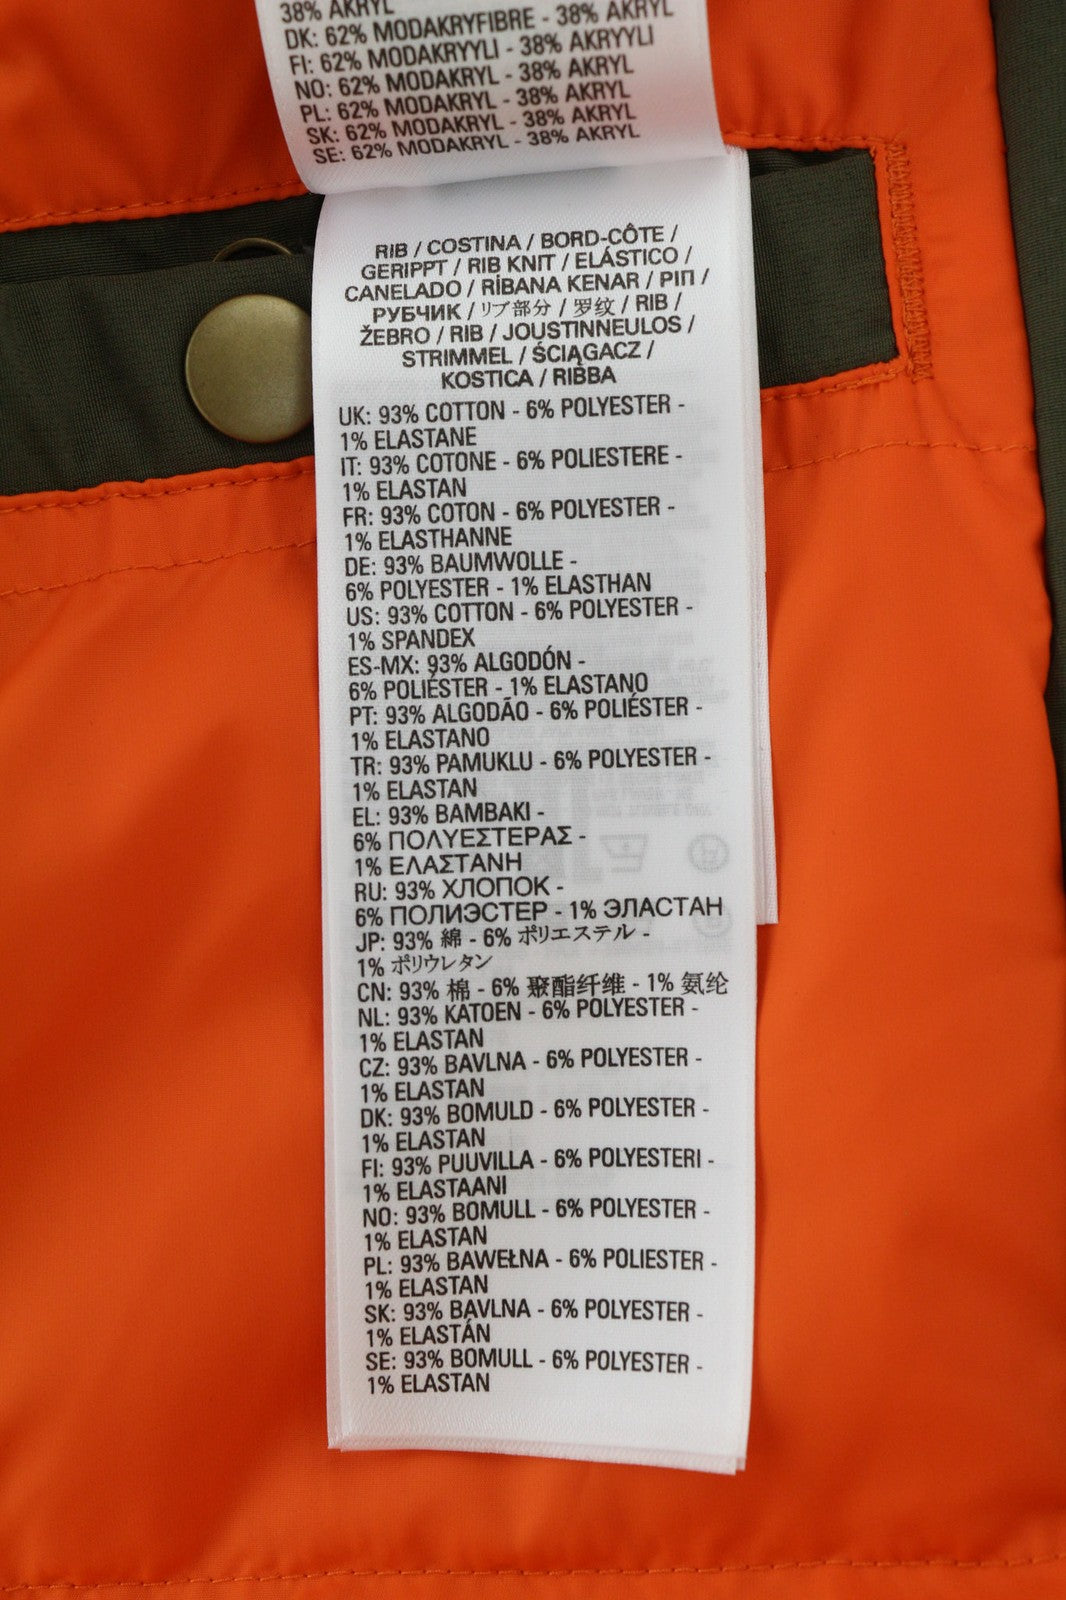 38% AKRYL
DK: 62% MODAKRYFIBRE - 38% AKRYL
FI: 62% MODAKRYYLI - 38% AKRYYLI
NO: 62% MODAKRYL - 38% AKRYL
PL: 62% MODAKRYL - 38% AKRYL
SK: 62% MODAKRYL - 38% AKRYL
SE: 62% MODAKRYL - 38% AKRYL
RIB / COSTINA / BORD-CÔTE /
GERIPPT / RIB KNIT / ELÁSTICO /
CANELADO / RİBANA KENAR / ΡΙΠ /
РУБЧИК / リブ部分 / 罗纹 / RIB /
ŽEBRO / RIB / JOUSTINNEULOS /
STRIMMEL / ŚCIĄGACZ /
KOSTICA / RIBBA
UK: 93% COTTON - 6% POLYESTER -
1% ELASTANE
IT: 93% COTONE - 6% POLIESTERE -
1% ELASTAN
FR: 93% COTON - 6% POLYESTER -
1% ELASTHANNE
DE: 93% BAUMWOLLE -
6% POLYESTER - 1% ELASTHAN
US: 93% COTTON - 6% POLYESTER -
1% SPANDEX
ES-MX: 93% ALGODÓN -
6% POLIÉSTER - 1% ELASTANO
PT: 93% ALGODÃO - 6% POLIÉSTER -
1% ELASTANO
TR: 93% PAMUKLU - 6% POLYESTER -
1% ELASTAN
EL: 93% ΒΑΜΒΑΚΙ -
6% ΠΟΛΥΕΣΤΕΡΑΣ -
1% ΕΛΑΣΤΑΝΗ
RU: 93% ХЛОПОК -
6% ПОЛИЭСТЕР - 1% ЭЛАСТАН
JP: 93% 綿 - 6% ポリエステル -
1% ポリウレタン
CN: 93% 棉 - 6% 聚酯纤维 - 1% 氨纶
NL: 93% KATOEN - 6% POLYESTER -
1% ELASTAN
CZ: 93% BAVLNA - 6% POLYESTER -
1% ELASTAN
DK: 93% BOMULD - 6% POLYESTER -
1% ELASTAN
FI: 93% PUUVILLA - 6% POLYESTERI -
1% ELASTAANI
NO: 93% BOMULL - 6% POLYESTER -
1% ELASTAN
PL: 93% BAWEŁNA - 6% POLIESTER -
1% ELASTAN
SK: 93% BAVLNA - 6% POLYESTER -
1% ELASTÁN
SE: 93% BOMULL - 6% POLYESTER -
1% ELASTAN